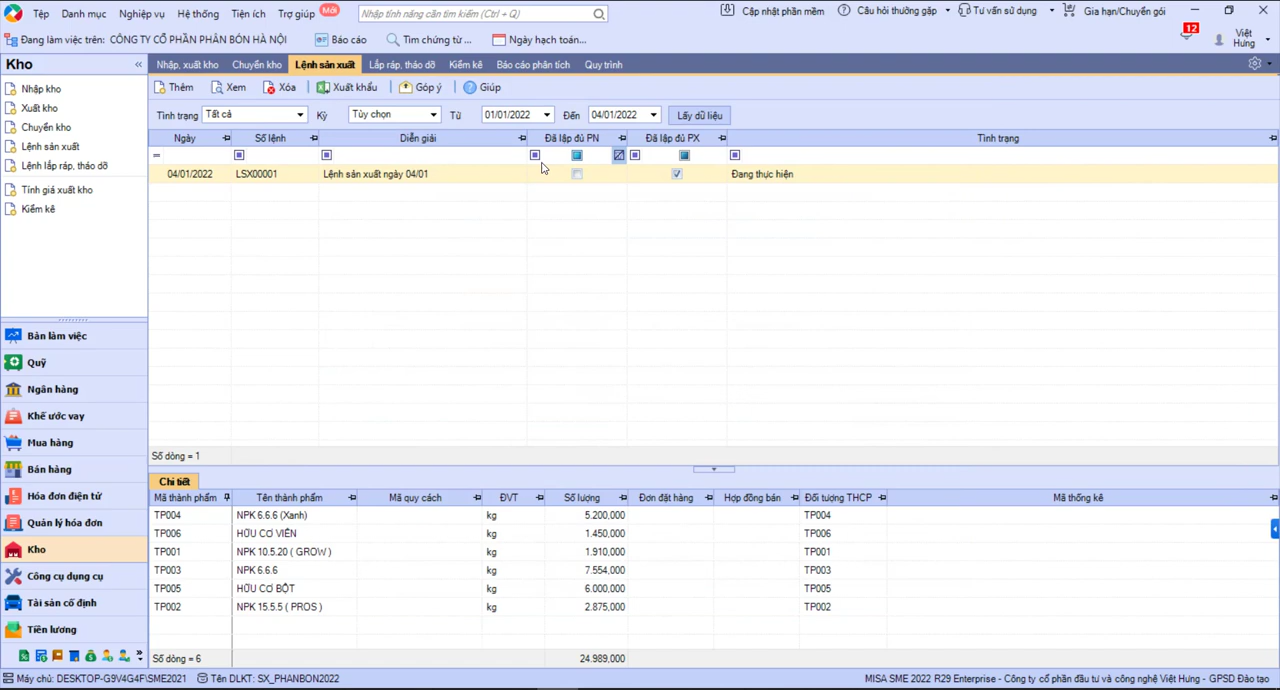 Tệp Danh mục Nghiệp vụ Hệ thống Tiện ích Trợ giúp Mới Nhập tính năng cần tìm kiếm (Ctrl + Q) Cập nhật phần mềm Câu hỏi thường gặp Tư vấn sử dụng Gia hạn/Chuyển gói
Đang làm việc trên: CÔNG TY CỔ PHẦN PHÂN BÓN HÀ NỘI Báo cáo Tìm chứng từ ... Ngày hạch toán... 12 Việt Hưng
Kho « Nhập, xuất kho Chuyển kho Lệnh sản xuất Lắp ráp, tháo dỡ Kiểm kê Báo cáo phân tích Quy trình
Nhập kho
Xuất kho
Chuyển kho
Lệnh sản xuất
Lệnh lắp ráp, tháo dỡ
Tính giá xuất kho
Kiểm kê
Thêm Xem Xóa Xuất khẩu Góp ý Giúp
Tình trạng Tất cả Kỳ Tùy chọn Từ 01/01/2022 Đến 04/01/2022 Lấy dữ liệu
Ngày Số lệnh Diễn giải Đã lập đủ PN Đã lập đủ PX Tình trạng
=
04/01/2022 LSX00001 Lệnh sản xuất ngày 04/01 Đang thực hiện
Số dòng = 1
Bàn làm việc
Quỹ
Ngân hàng
Khế ước vay
Mua hàng
Bán hàng
Hóa đơn điện tử
Quản lý hóa đơn
Kho
Công cụ dụng cụ
Tài sản cố định
Tiền lương
Chi tiết
Mã thành phẩm Tên thành phẩm Mã quy cách ĐVT Số lượng Đơn đặt hàng Hợp đồng bán Đối tượng THCP Mã thống kê
TP004 NPK 6.6.6 (Xanh) kg 5.200,000 TP004
TP006 HỮU CƠ VIÊN kg 1.450,000 TP006
TP001 NPK 10.5.20 ( GROW ) kg 1.910,000 TP001
TP003 NPK 6.6.6 kg 7.554,000 TP003
TP005 HỮU CƠ BỘT kg 6.000,000 TP005
TP002 NPK 15.5.5 ( PROS ) kg 2.875,000 TP002
Số dòng = 6 24.989,000
Máy chủ: DESKTOP-G9V4G4F\SME2021 Tên DLKT: SX_PHANBON2022 MISA SME 2022 R29 Enterprise - Công ty cổ phần đầu tư và công nghệ Việt Hưng - GPSD Đào tạo